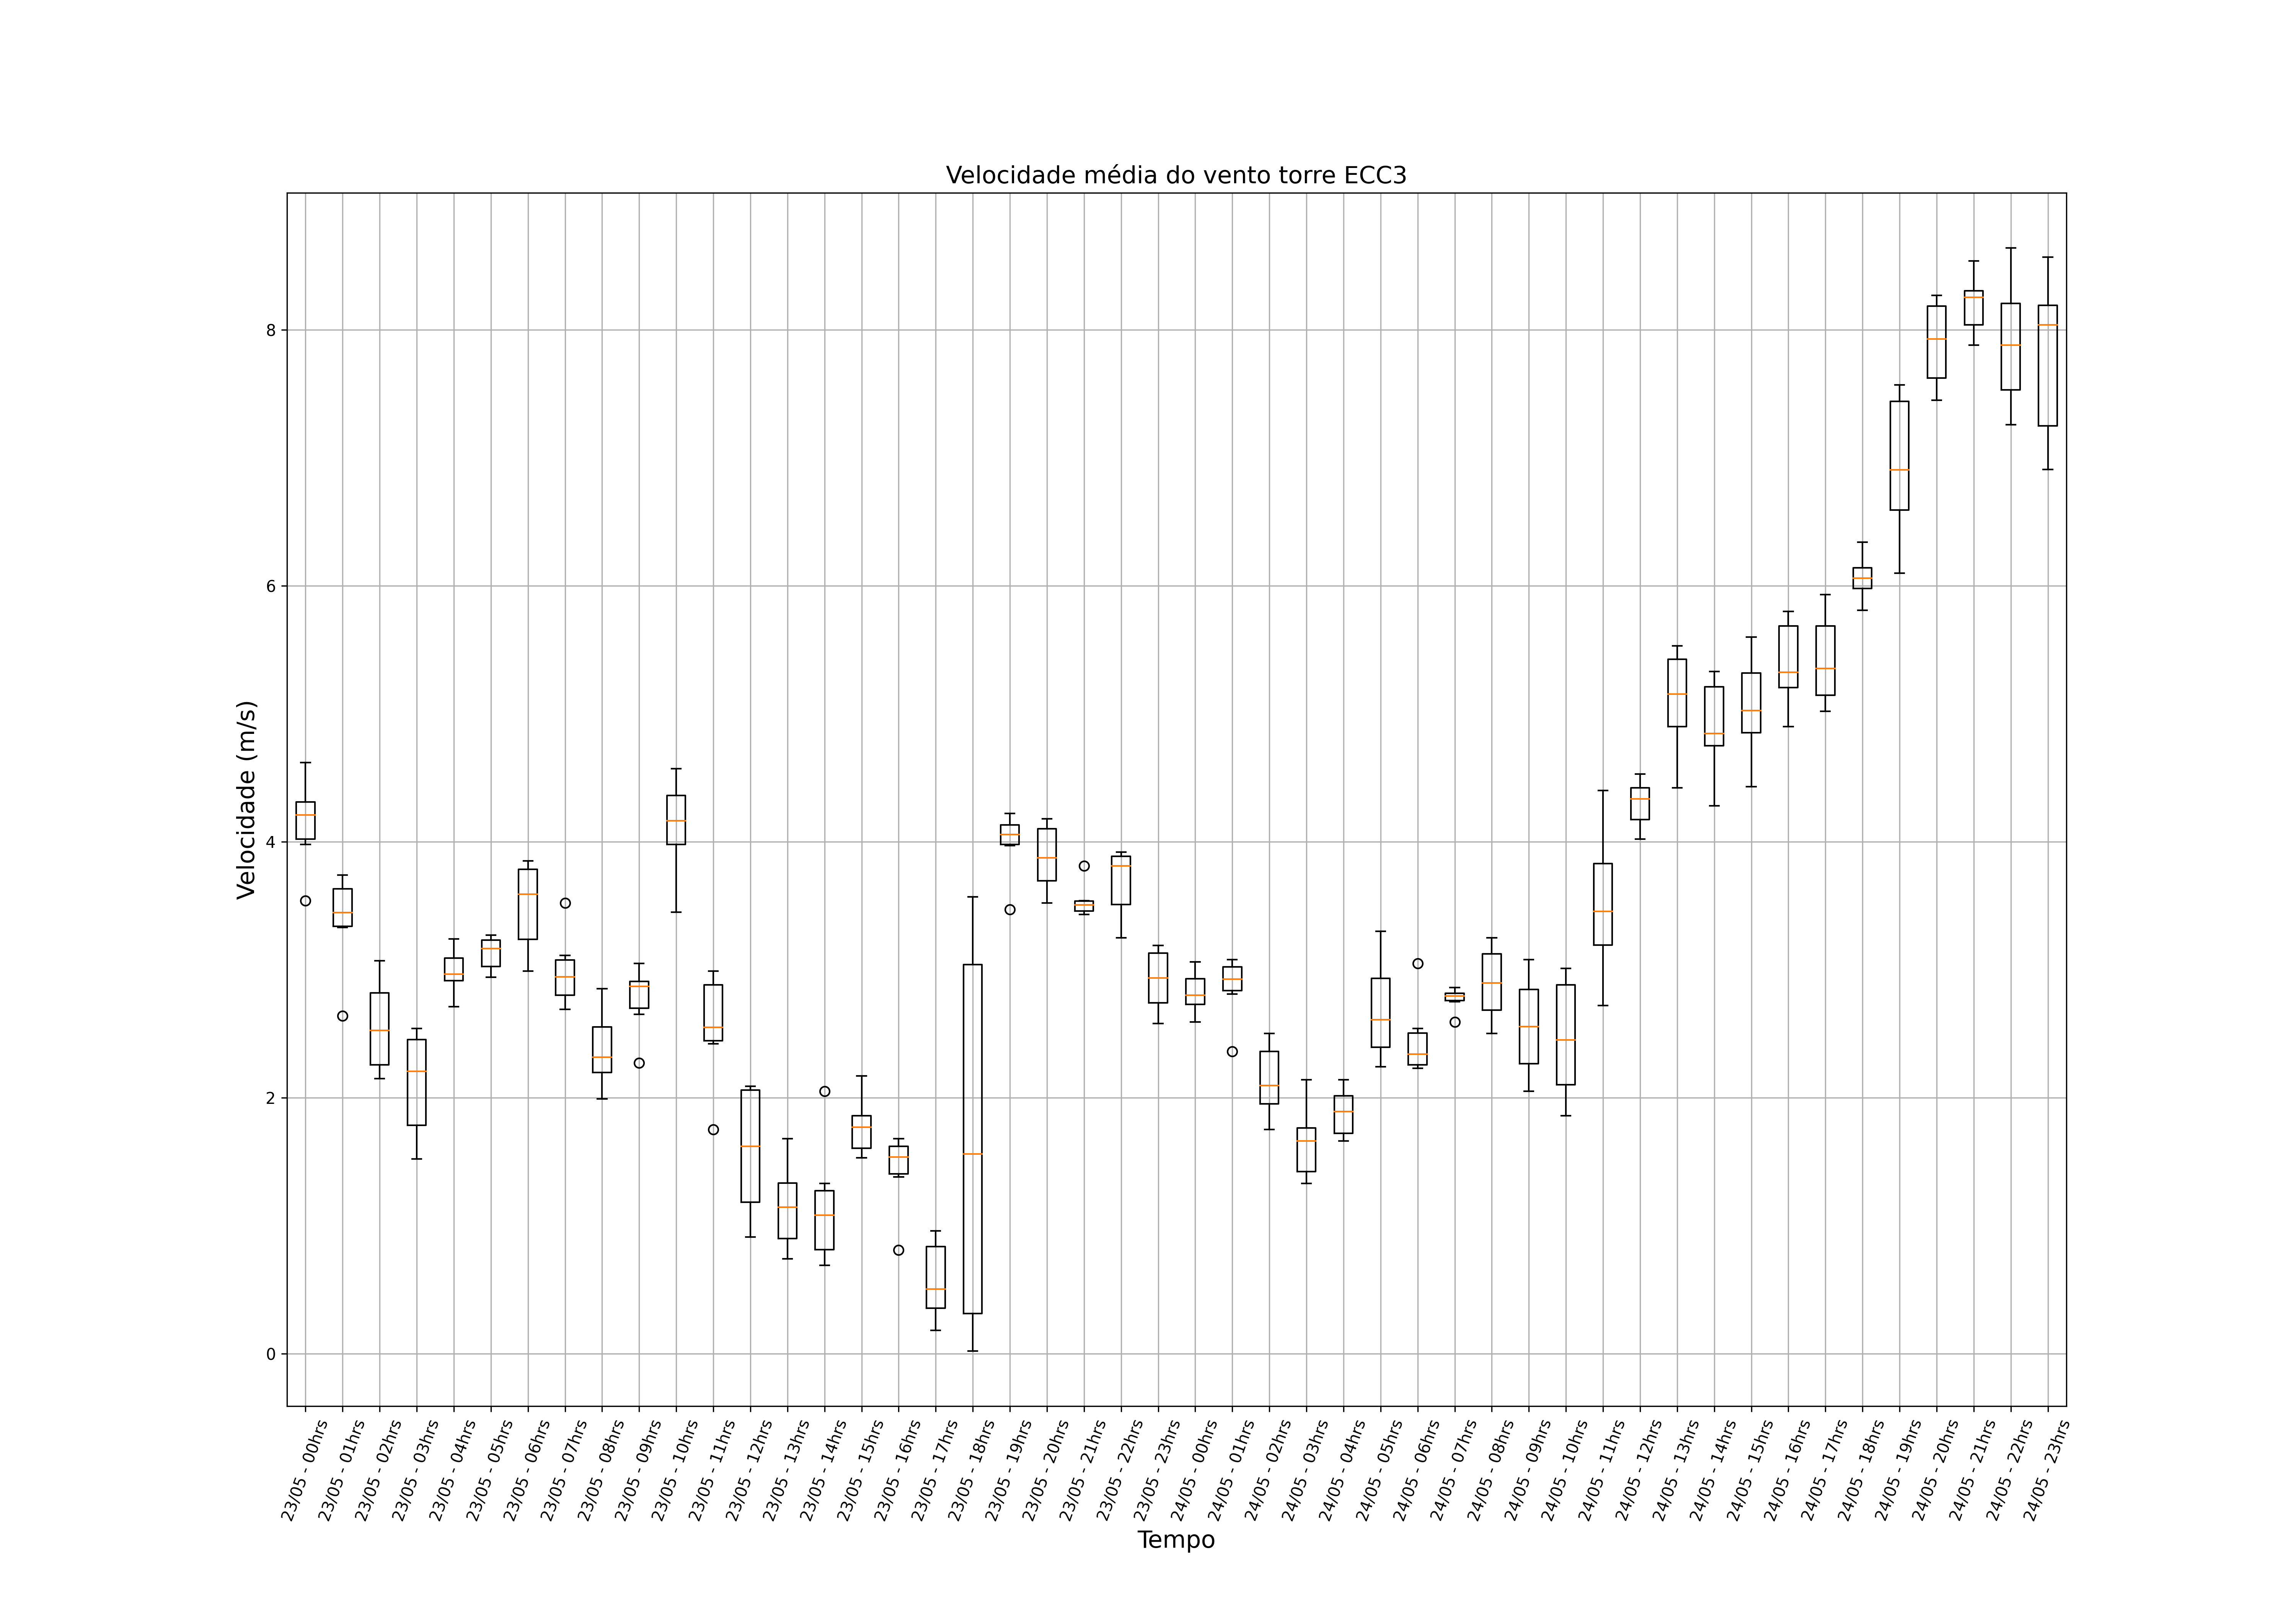 Velocidade média do vento torre ECC3
Velocidade (m/s)
8
6
4
2
0
23/05 - 00hrs
23/05 - 01hrs
23/05 - 02hrs
23/05 - 03hrs
23/05 - 04hrs
23/05 - 05hrs
23/05 - 06hrs
23/05 - 07hrs
23/05 - 08hrs
23/05 - 09hrs
23/05 - 10hrs
23/05 - 11hrs
23/05 - 12hrs
23/05 - 13hrs
23/05 - 14hrs
23/05 - 15hrs
23/05 - 16hrs
23/05 - 17hrs
23/05 - 18hrs
23/05 - 19hrs
23/05 - 20hrs
23/05 - 21hrs
23/05 - 22hrs
23/05 - 23hrs
24/05 - 00hrs
24/05 - 01hrs
24/05 - 02hrs
24/05 - 03hrs
24/05 - 04hrs
24/05 - 05hrs
24/05 - 06hrs
24/05 - 07hrs
24/05 - 08hrs
24/05 - 09hrs
24/05 - 10hrs
24/05 - 11hrs
24/05 - 12hrs
24/05 - 13hrs
24/05 - 14hrs
24/05 - 15hrs
24/05 - 16hrs
24/05 - 17hrs
24/05 - 18hrs
24/05 - 19hrs
24/05 - 20hrs
24/05 - 21hrs
24/05 - 22hrs
24/05 - 23hrs
Tempo